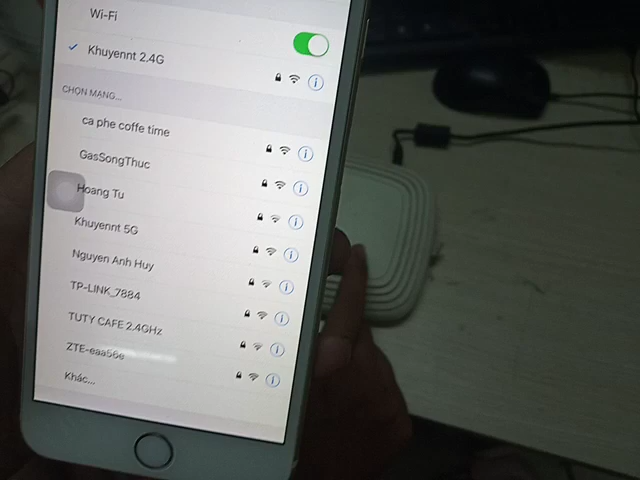 Wi-Fi
Khuyennt 2.4G
CHỌN MẠNG...
ca phe coffe time
GasSongThuc
Hoang Tu
Khuyennt 5G
Nguyen Anh Huy
TP-LINK_7884
TUTY CAFE 2.4GHz
ZTE-eaa56e
Khác...